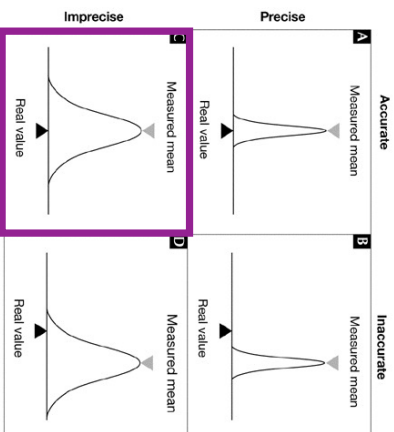 Accurate
Inaccurate
Precise
A
Measured mean
Real value
B
Measured mean
Real value
Imprecise
C
Measured mean
Real value
D
Measured mean
Real value